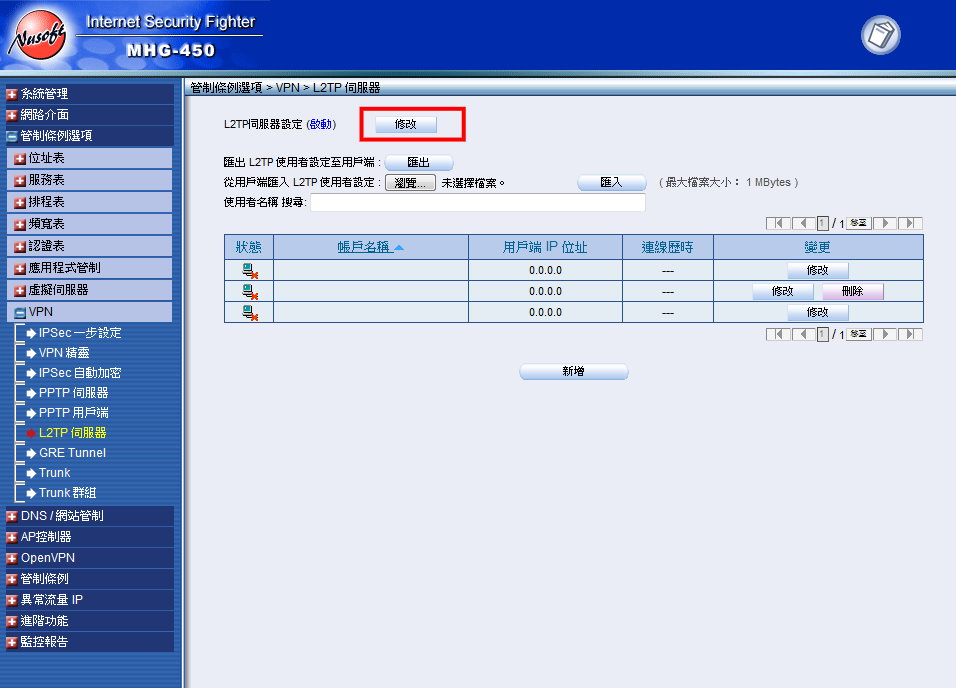 Nusoft
Internet Security Fighter
MHG-450
管制條例選項 > VPN > L2TP 伺服器
系統管理
網路介面
管制條例選項
位址表
服務表
排程表
頻寬表
認證表
應用程式管制
虛擬伺服器
VPN
IPSec 一步設定
VPN 精靈
IPSec 自動加密
PPTP 伺服器
PPTP 用戶端
L2TP 伺服器
GRE Tunnel
Trunk
Trunk 群組
DNS / 網站管制
AP控制器
OpenVPN
管制條例
異常流量 IP
進階功能
監控報告
L2TP伺服器設定 (啟動) 修改
匯出 L2TP 使用者設定至用戶端 : 匯出
從用戶端匯入 L2TP 使用者設定 : 瀏覽... 未選擇檔案。 匯入 ( 最大檔案大小： 1 MBytes )
使用者名稱 搜尋:
1 / 1 移至
狀態 帳戶名稱 用戶端 IP 位址 連線歷時 變更
0.0.0.0 --- 修改
0.0.0.0 --- 修改 刪除
0.0.0.0 --- 修改
1 / 1 移至
新增